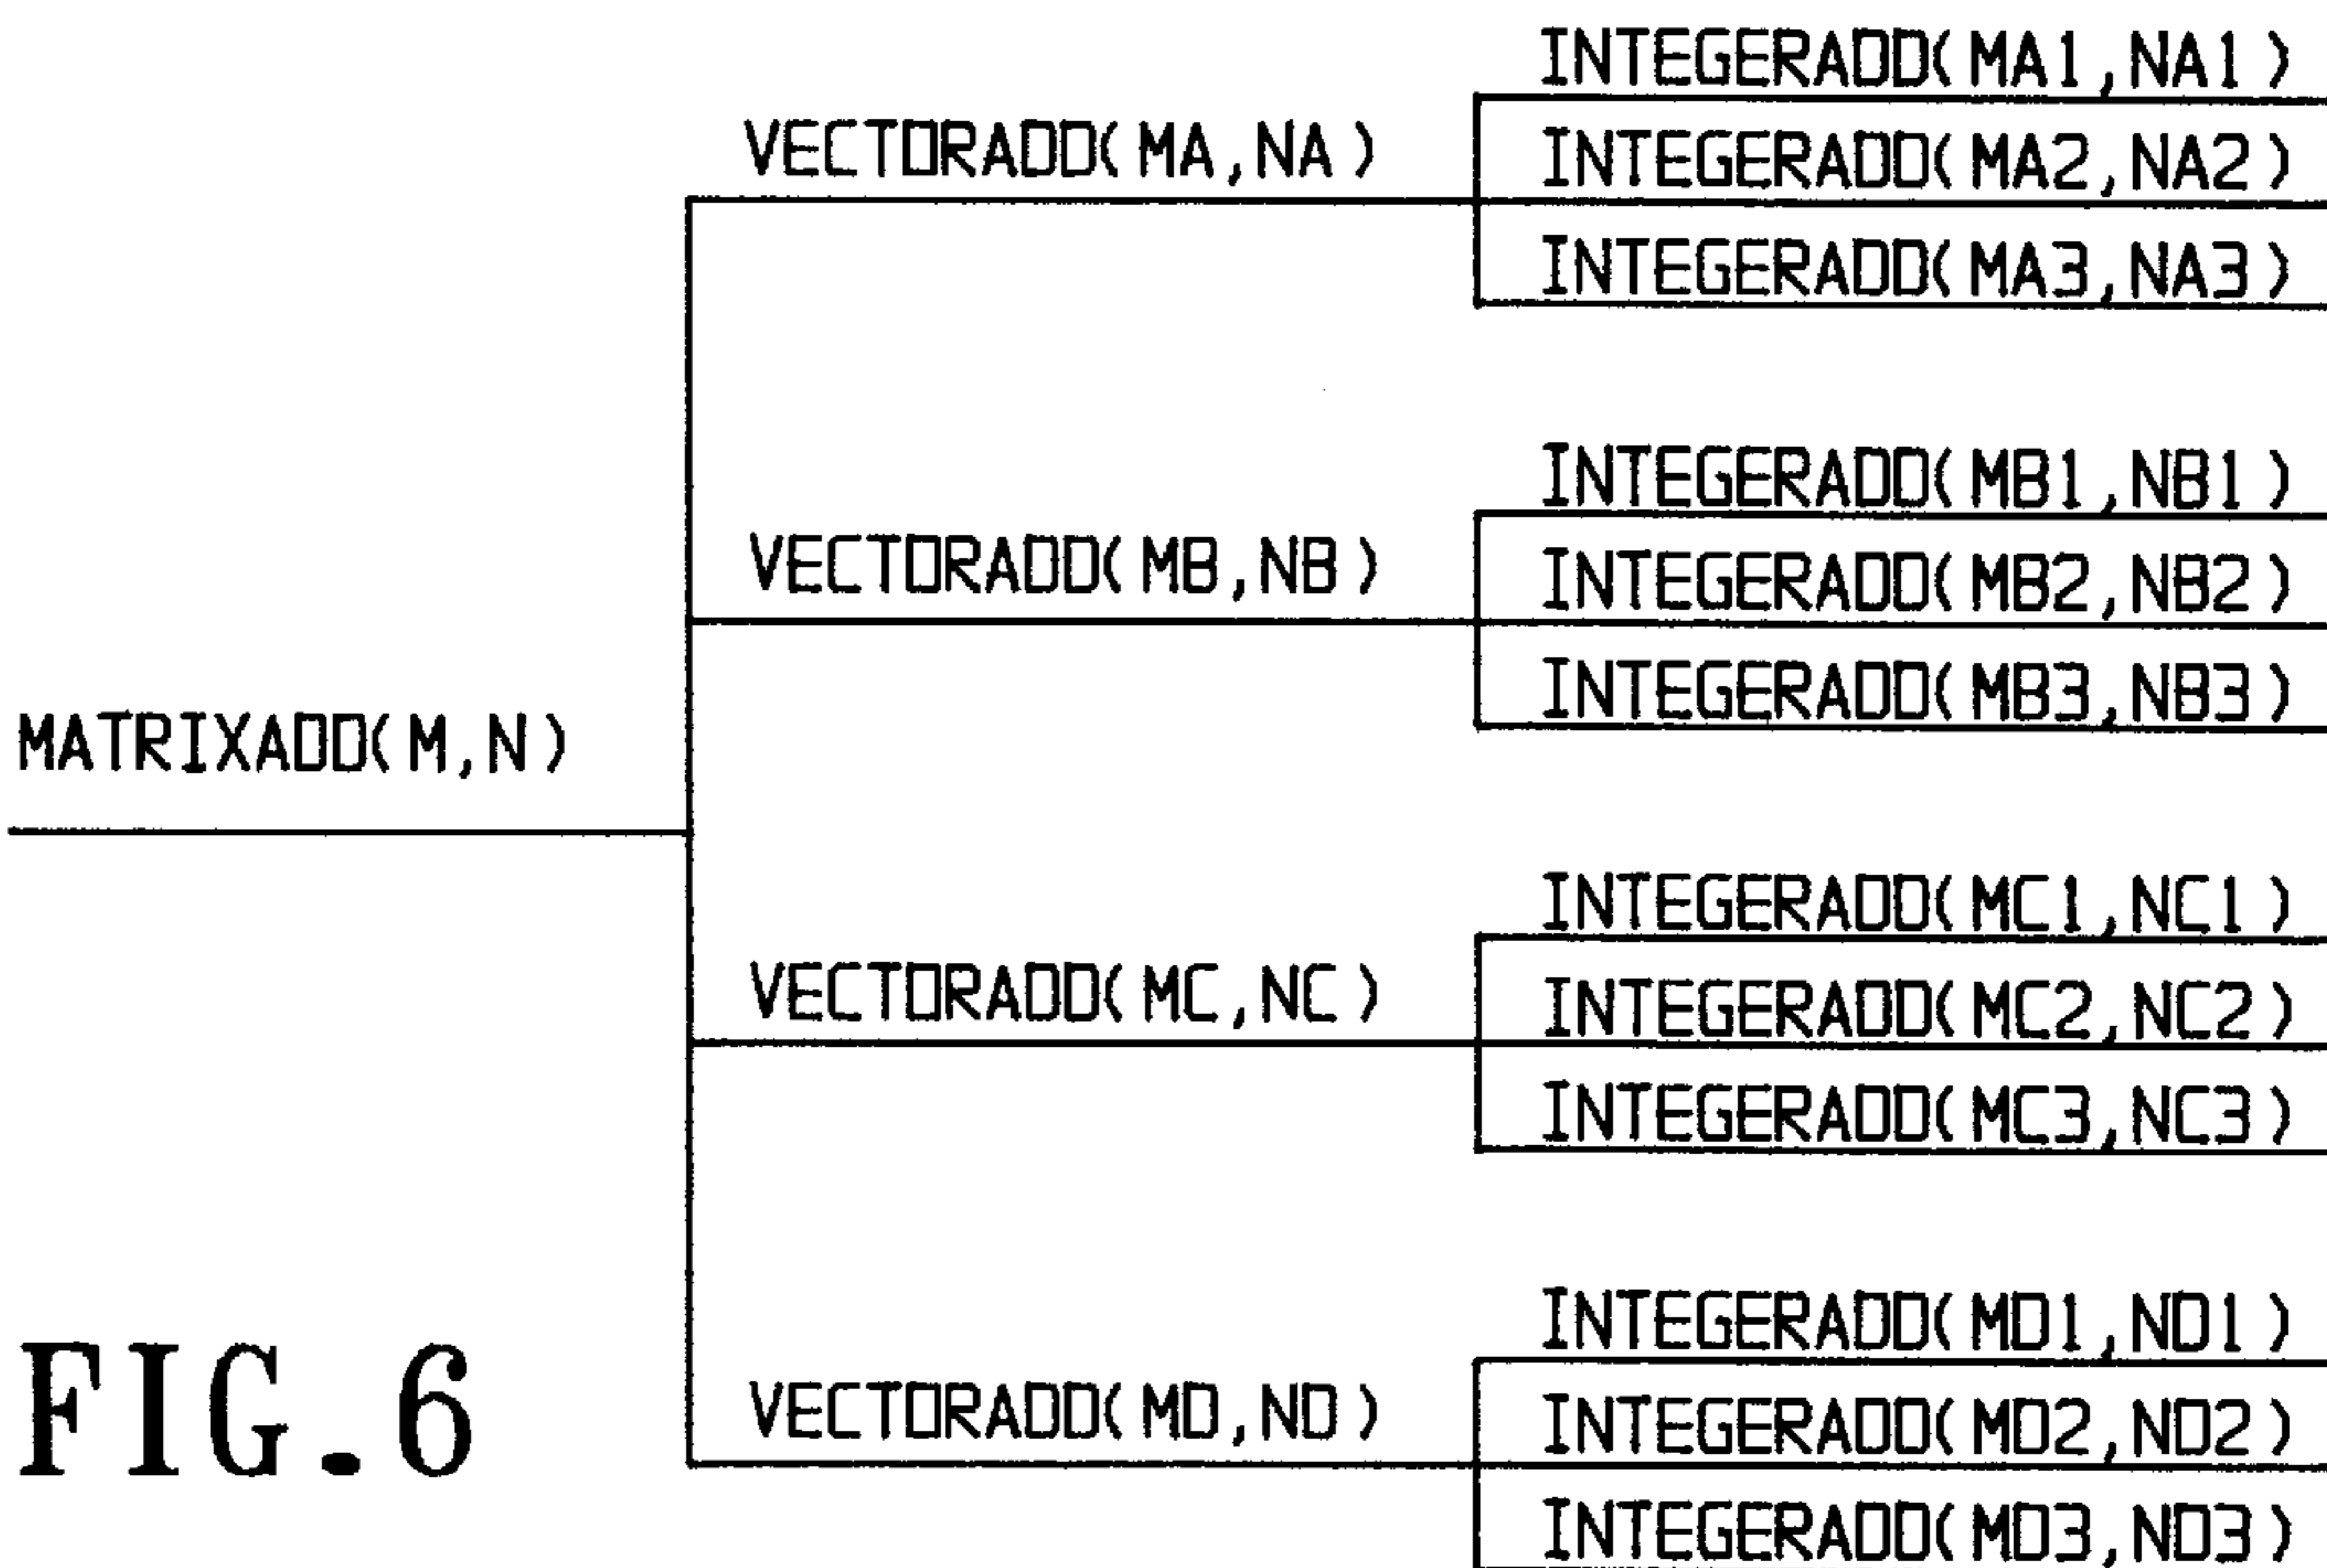 INTEGERADD(MA1,NA1)
VECTORADD(MA,NA)
INTEGERADD(MA2,NA2)
INTEGERADD(MA3,NA3)
INTEGERADD(MB1,NB1)
VECTORADD(MB,NB)
INTEGERADD(MB2,NB2)
INTEGERADD(MB3,NB3)
MATRIXADD(M,N)
INTEGERADD(MC1,NC1)
VECTORADD(MC,NC)
INTEGERADD(MC2,NC2)
INTEGERADD(MC3,NC3)
INTEGERADD(MD1,ND1)
VECTORADD(MD,ND)
INTEGERADD(MD2,ND2)
INTEGERADD(MD3,ND3)
FIG.6